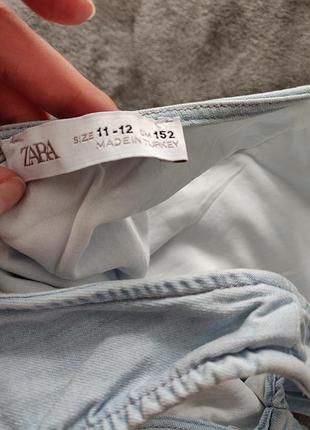 ZARA
SIZE 11-12 CM 152
MADE IN TURKEY